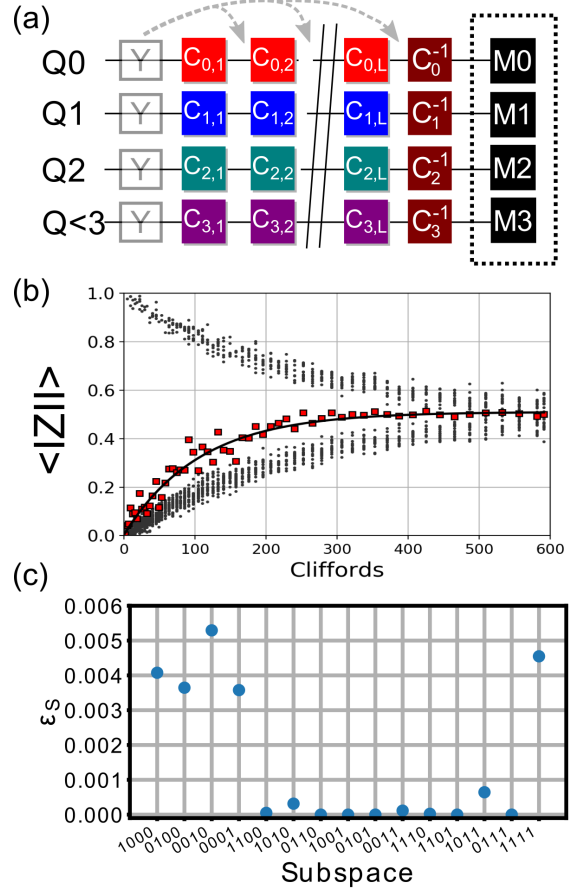 (a)
Q0 Y C0,1 C0,2 C0,L C0-1 M0
Q1 Y C1,1 C1,2 C1,L C1-1 M1
Q2 Y C2,1 C2,2 C2,L C2-1 M2
Q<3 Y C3,1 C3,2 C3,L C3-1 M3
(b)
<IZII>
1.0
0.8
0.6
0.4
0.2
0.0
0 100 200 300 400 500 600
Cliffords
(c)
εS
0.006
0.005
0.004
0.003
0.002
0.001
0.000
1000 0100 0010 0001 1100 1010 0110 1001 0101 0011 1110 1101 1011 0111 1111
Subspace